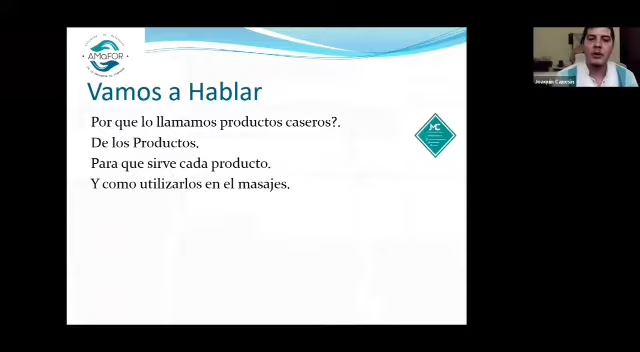 AMaFOR
Vamos a Hablar
Por que lo llamamos productos caseros?.
De los Productos.
Para que sirve cada producto.
Y como utilizarlos en el masajes.